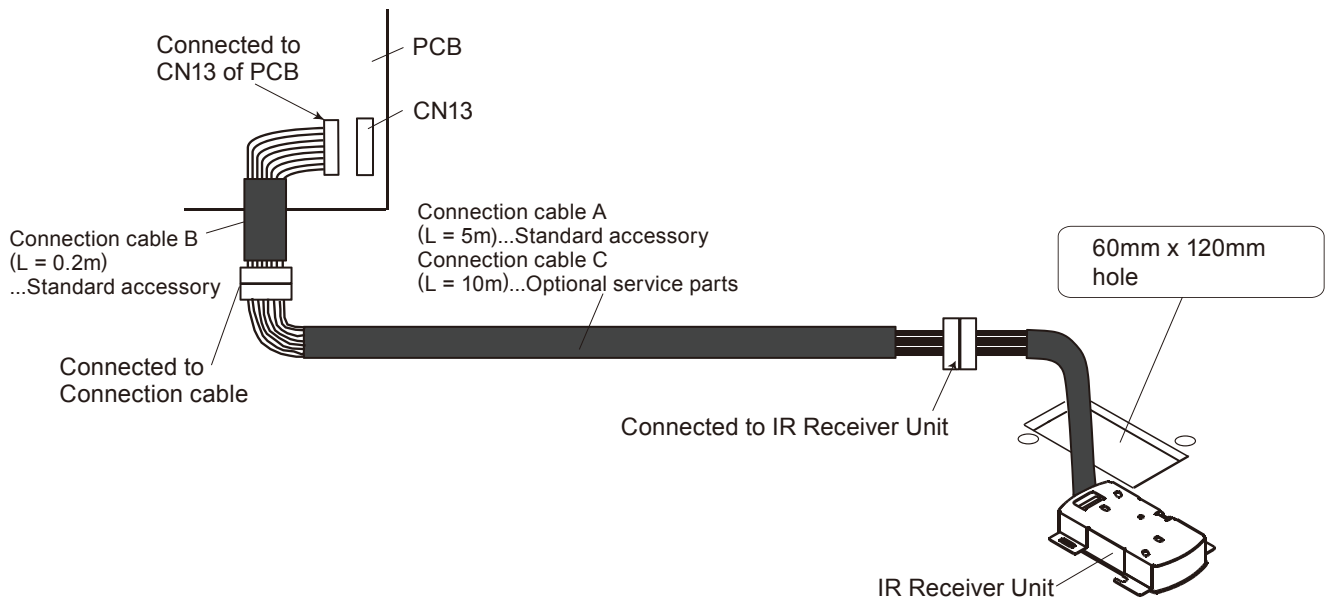 Connected to
CN13 of PCB
PCB
CN13
Connection cable B
(L = 0.2m)
...Standard accessory
Connection cable A
(L = 5m)...Standard accessory
Connection cable C
(L = 10m)...Optional service parts
60mm x 120mm
hole
Connected to
Connection cable
Connected to IR Receiver Unit
IR Receiver Unit